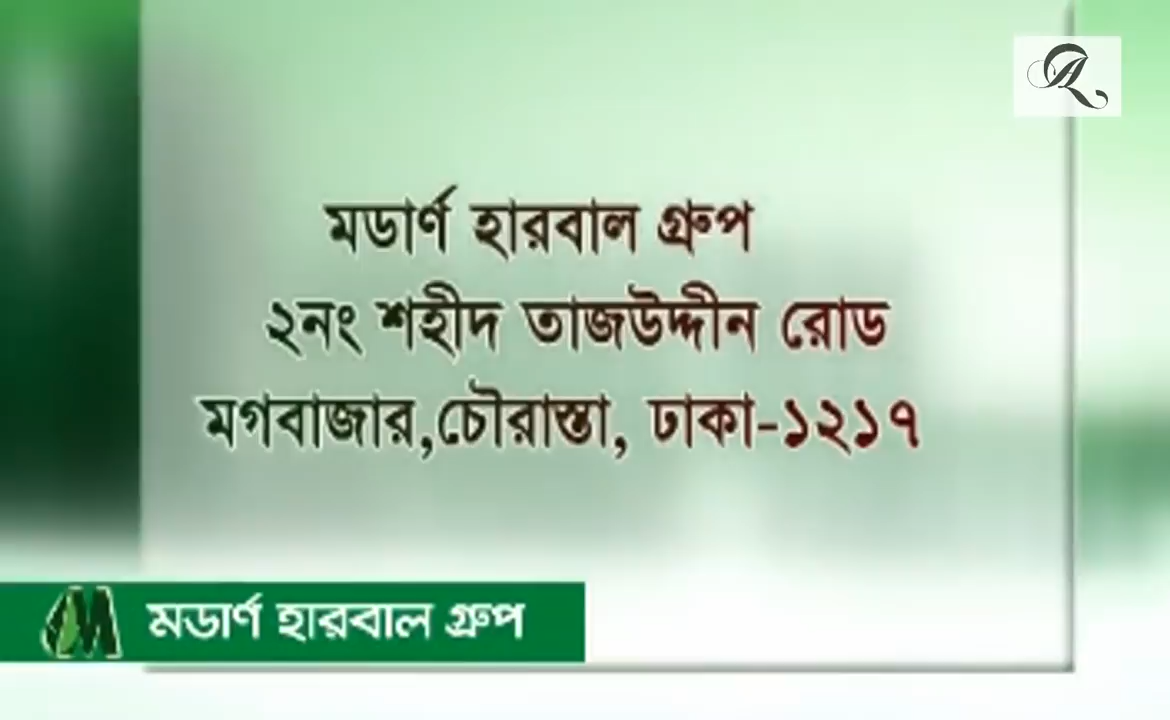 মডার্ণ হারবাল গ্রুপ
২নং শহীদ তাজউদ্দীন রোড
মগবাজার,চৌরাস্তা, ঢাকা-১২১৭
মডার্ণ হারবাল গ্রুপ